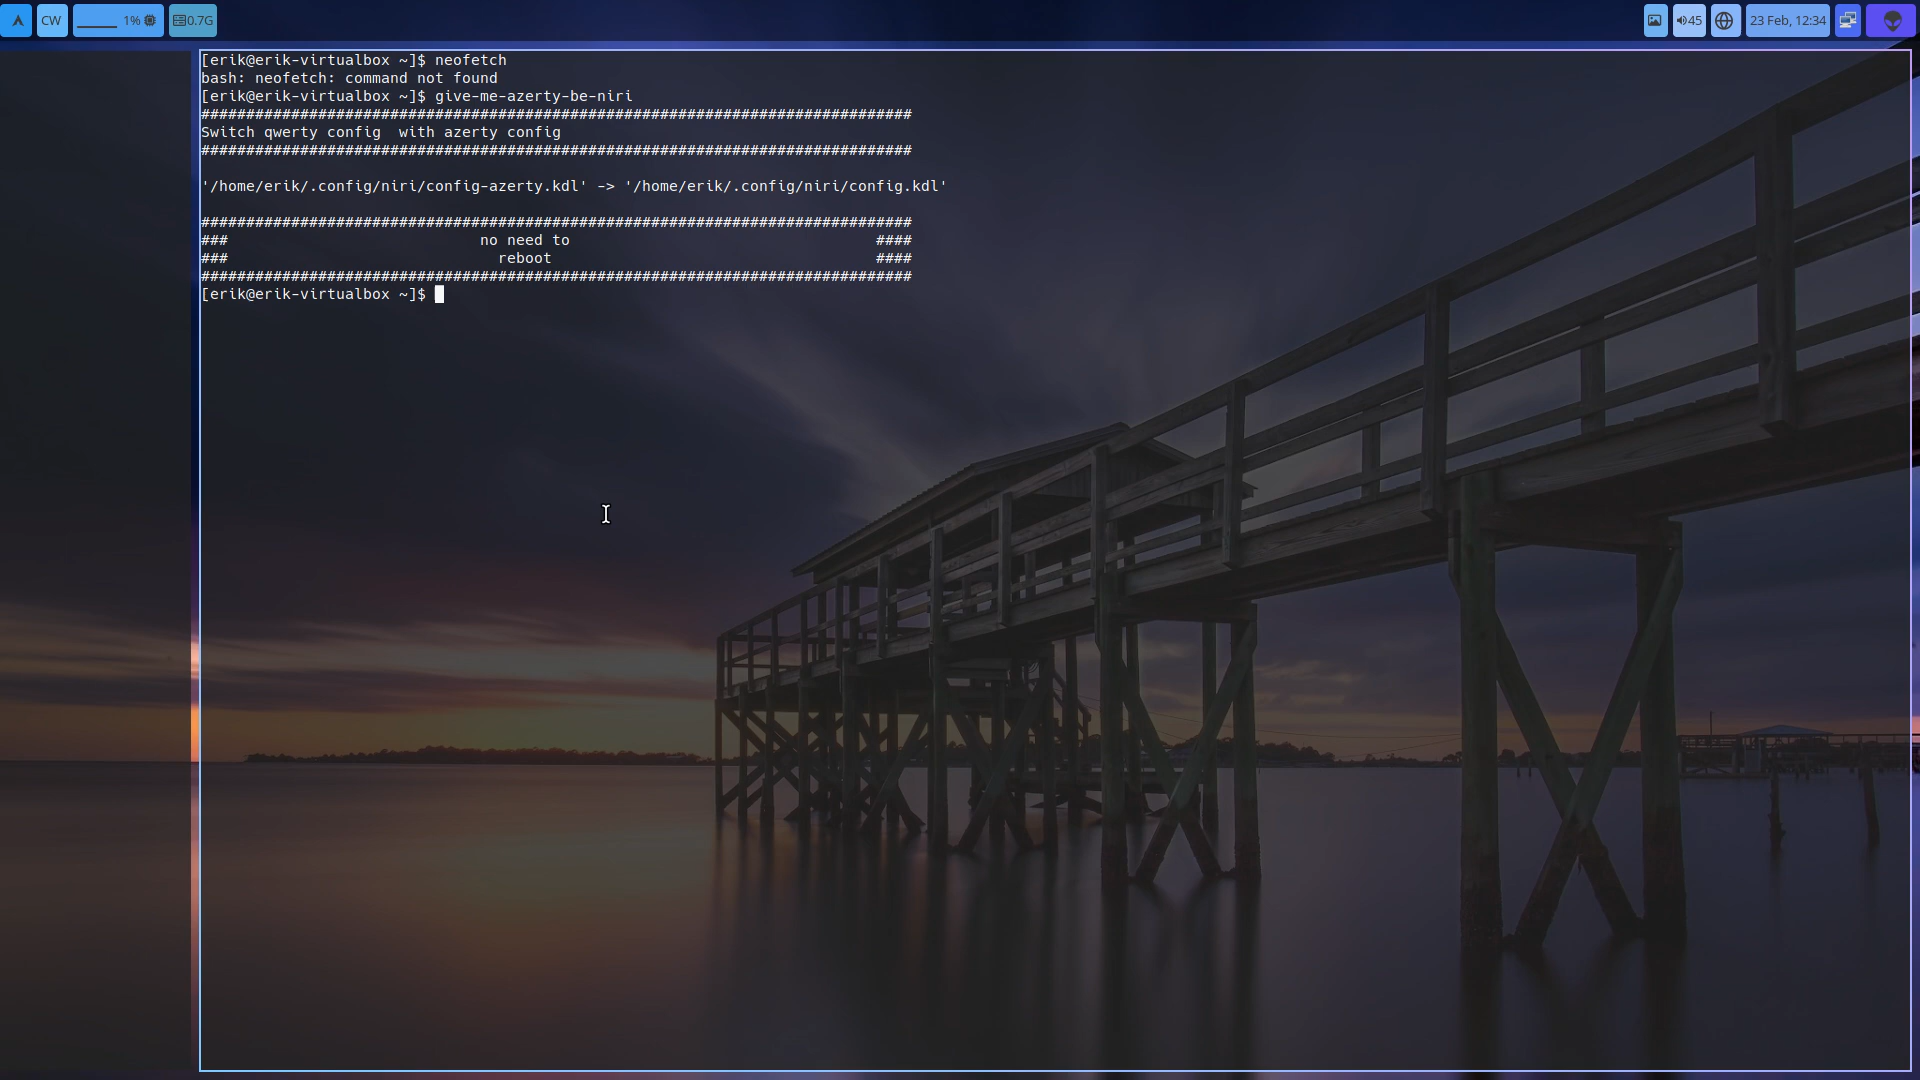 CW
1%
0.7G
45
23 Feb, 12:34
[erik@erik-virtualbox ~]$ neofetch
bash: neofetch: command not found
[erik@erik-virtualbox ~]$ give-me-azerty-be-niri
###############################################################################
Switch qwerty config  with azerty config
###############################################################################
'/home/erik/.config/niri/config-azerty.kdl' -> '/home/erik/.config/niri/config.kdl'
###############################################################################
###                            no need to                                  ####
###                              reboot                                    ####
###############################################################################
[erik@erik-virtualbox ~]$